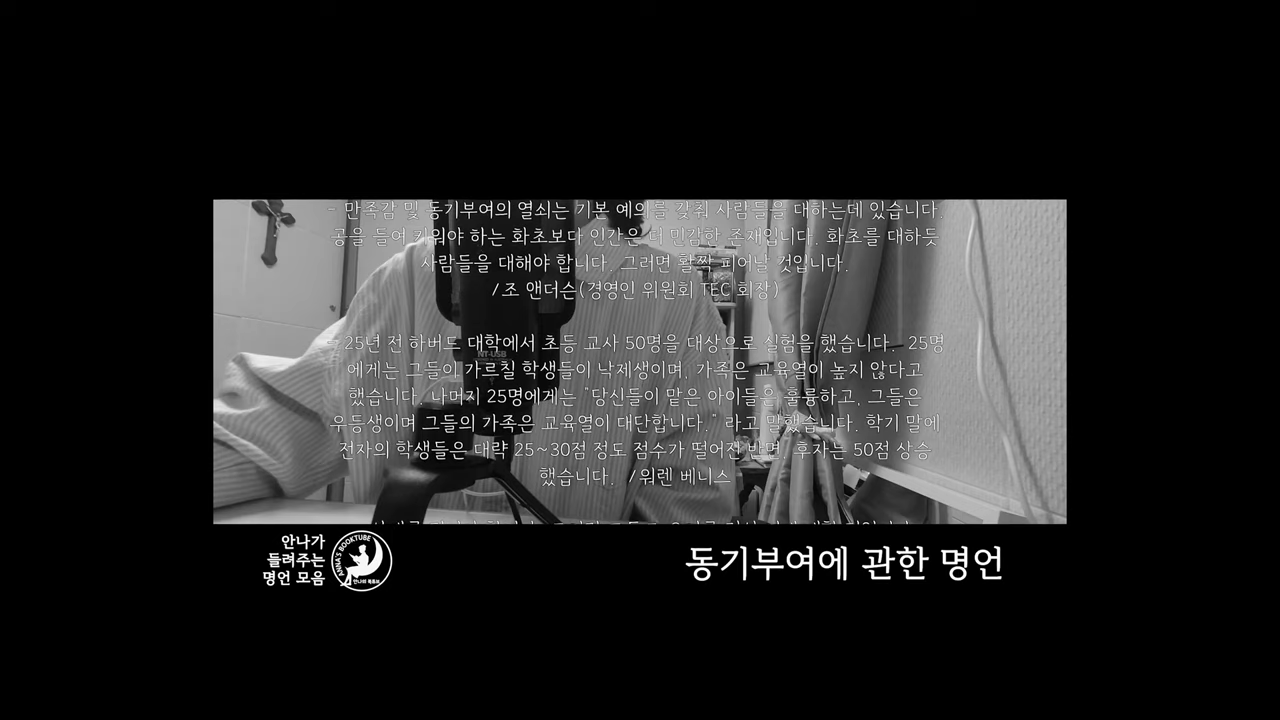 - 만족감 및 동기부여의 열쇠는 기본 예의를 갖춰 사람들을 대하는데 있습니다.
공을 들여 키워야 하는 화초보다 인간은 더 민감한 존재입니다. 화초를 대하듯
사람들을 대해야 합니다. 그러면 활짝 피어날 것입니다.
/조 앤더슨(경영인 위원회 TEC 회장)
- 25년 전 하버드 대학에서 초등 교사 50명을 대상으로 실험을 했습니다. 25명
에게는 그들이 가르칠 학생들이 낙제생이며, 가족은 교육열이 높지 않다고
했습니다. 나머지 25명에게는 "당신들이 맡은 아이들은 훌륭하고, 그들은
우등생이며 그들의 가족은 교육열이 대단합니다." 라고 말했습니다. 학기 말에
전자의 학생들은 대략 25~30점 정도 점수가 떨어진 반면, 후자는 50점 상승
했습니다. /워렌 베니스
NT-USB
안나가
들려주는
명언 모음
ANNA'S BOOKTUBE
안나의 북튜브
동기부여에 관한 명언